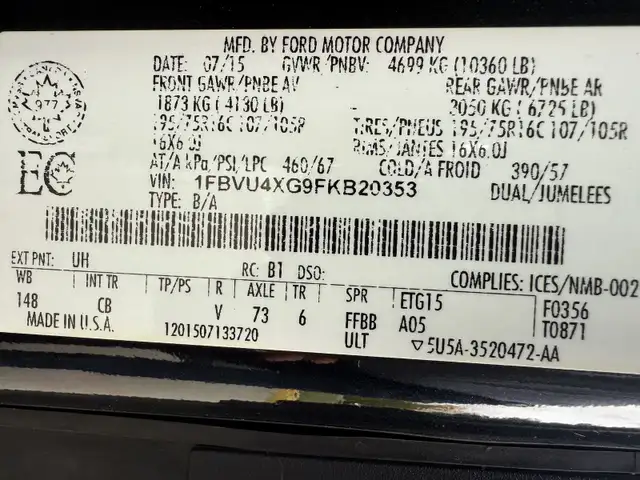 MFD. BY FORD MOTOR COMPANY
DATE: 07/15 GVWR/PNBV: 4699 KG (10360 LB)
FRONT GAWR/PNBE AV REAR GAWR/PNBE AR
1873 KG (4130 LB) 3050 KG (6725 LB)
195/75R16C 107/105R TIRES/PNEUS 195/75R16C 107/105R
16X6.0J RIMS/JANTES 16X6.0J
AT/A kPa/PSI/LPC 460/67 COLD/A FROID 390/57
VIN: 1FBVU4XG9FKB20353 DUAL/JUMELEES
TYPE: B/A
977
EC
EXT PNT: UH RC: B1 DSO: COMPLIES: ICES/NMB-002
WB INT TR TP/PS R AXLE TR SPR ETG15 F0356
148 CB V 73 6 FFBB A05 T0871
MADE IN U.S.A. 1201507133720 ULT ▽5U5A-3520472-AA